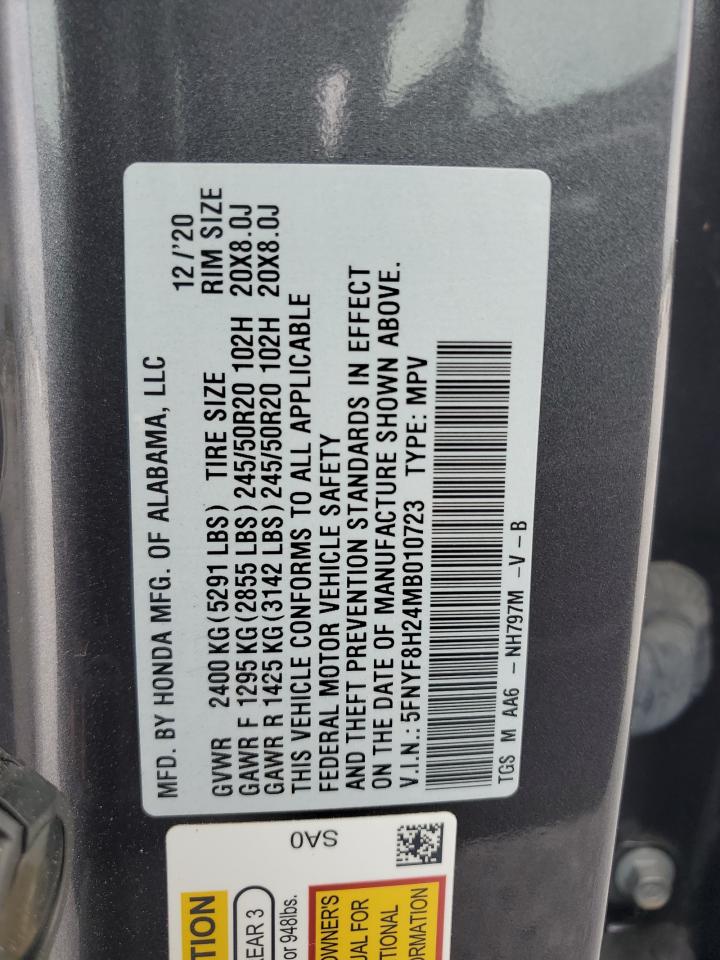 MFD. BY HONDA MFG. OF ALABAMA, LLC 12/'20
GVWR 2400 KG(5291 LBS) TIRE SIZE RIM SIZE
GAWR F 1295 KG(2855 LBS)245/50R20 102H 20X8.0J
GAWR R 1425 KG(3142 LBS)245/50R20 102H 20X8.0J
THIS VEHICLE CONFORMS TO ALL APPLICABLE
FEDERAL MOTOR VEHICLE SAFETY
AND THEFT PREVENTION STANDARDS IN EFFECT
ON THE DATE OF MANUFACTURE SHOWN ABOVE.
V.I.N.: 5FNYF8H24MB010723 TYPE: MPV
TGS M AA6 - NH797M -V - B
SA0
TION
EAR 3
or 948lbs.
OWNER'S
UAL FOR
TIONAL
ORMATION